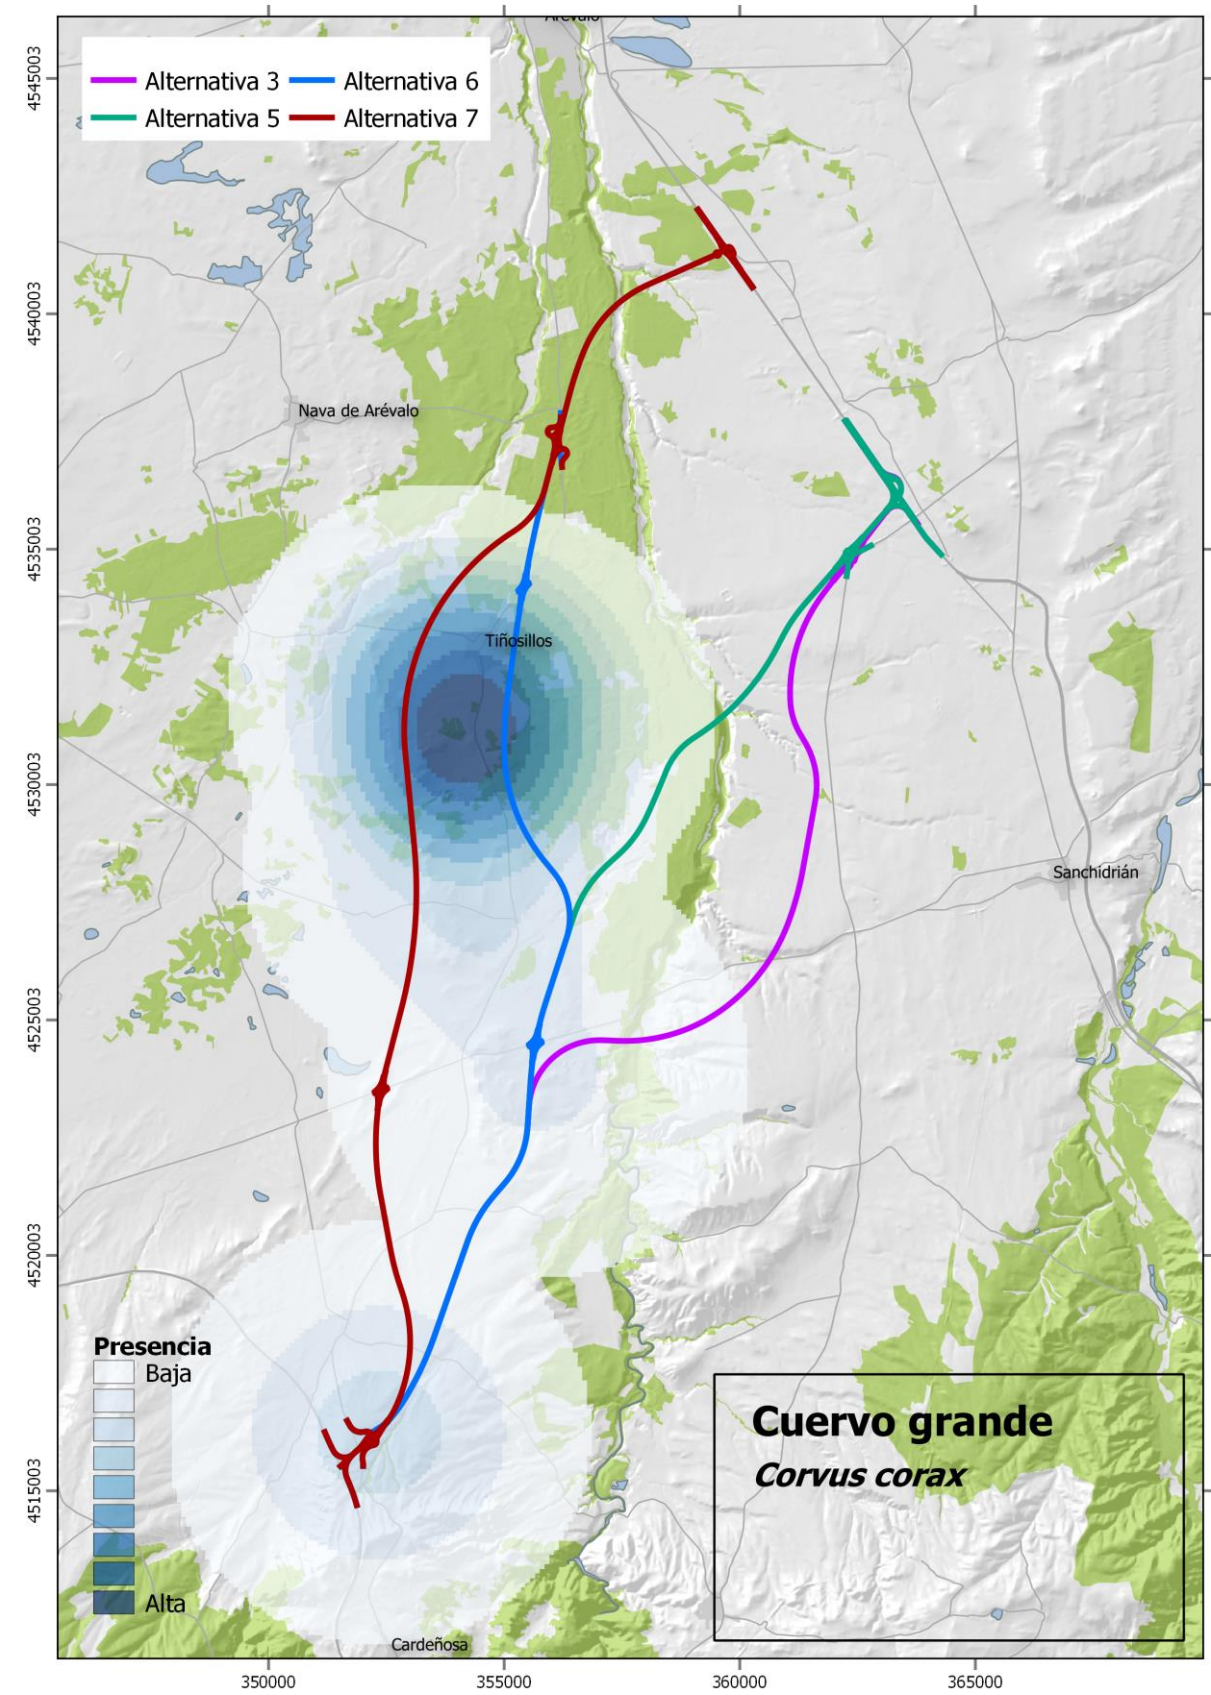 Arévalo
Alternativa 3
Alternativa 6
Alternativa 5
Alternativa 7
4545003
4540003
4535003
4530003
4525003
4520003
4515003
Nava de Arévalo
Tiñosillos
Sanchidrián
Presencia
Baja
Alta
Cuervo grande
Corvus corax
Cardeñosa
350000
355000
360000
365000